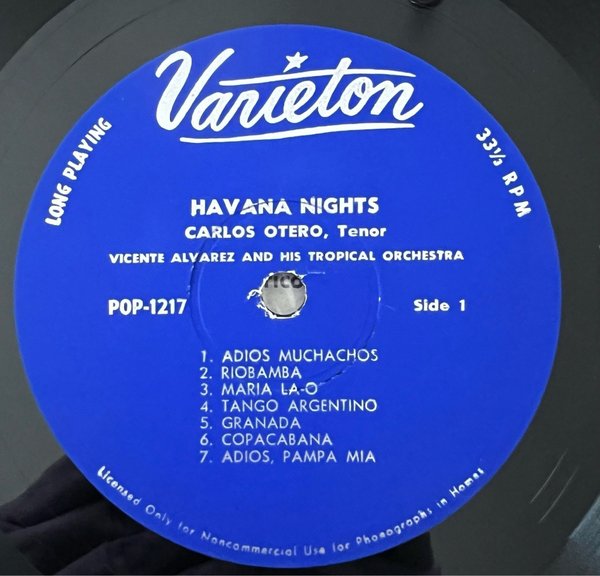 Varieton
LONG PLAYING
33⅓ RPM
HAVANA NIGHTS
CARLOS OTERO, Tenor
VICENTE ALVAREZ AND HIS TROPICAL ORCHESTRA
POP-1217
Side 1
1. ADIOS MUCHACHOS
2. RIOBAMBA
3. MARIA LA-O
4. TANGO ARGENTINO
5. GRANADA
6. COPACABANA
7. ADIOS, PAMPA MIA
Licensed Only for Noncommercial Use for Phonographs in Homes